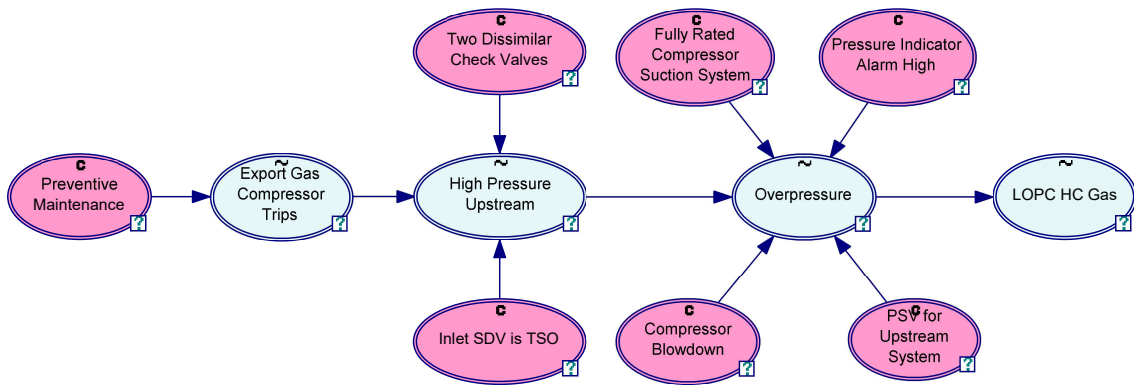 C
Two Dissimilar
Check Valves
?
C
Fully Rated
Compressor
Suction System
?
C
Pressure Indicator
Alarm High
?
C
Preventive
Maintenance
?
~
Export Gas
Compressor
Trips
?
~
High Pressure
Upstream
?
~
Overpressure
?
~
LOPC HC Gas
?
C
Inlet SDV is TSO
?
C
Compressor
Blowdown
?
C
PSV for
Upstream
System
?